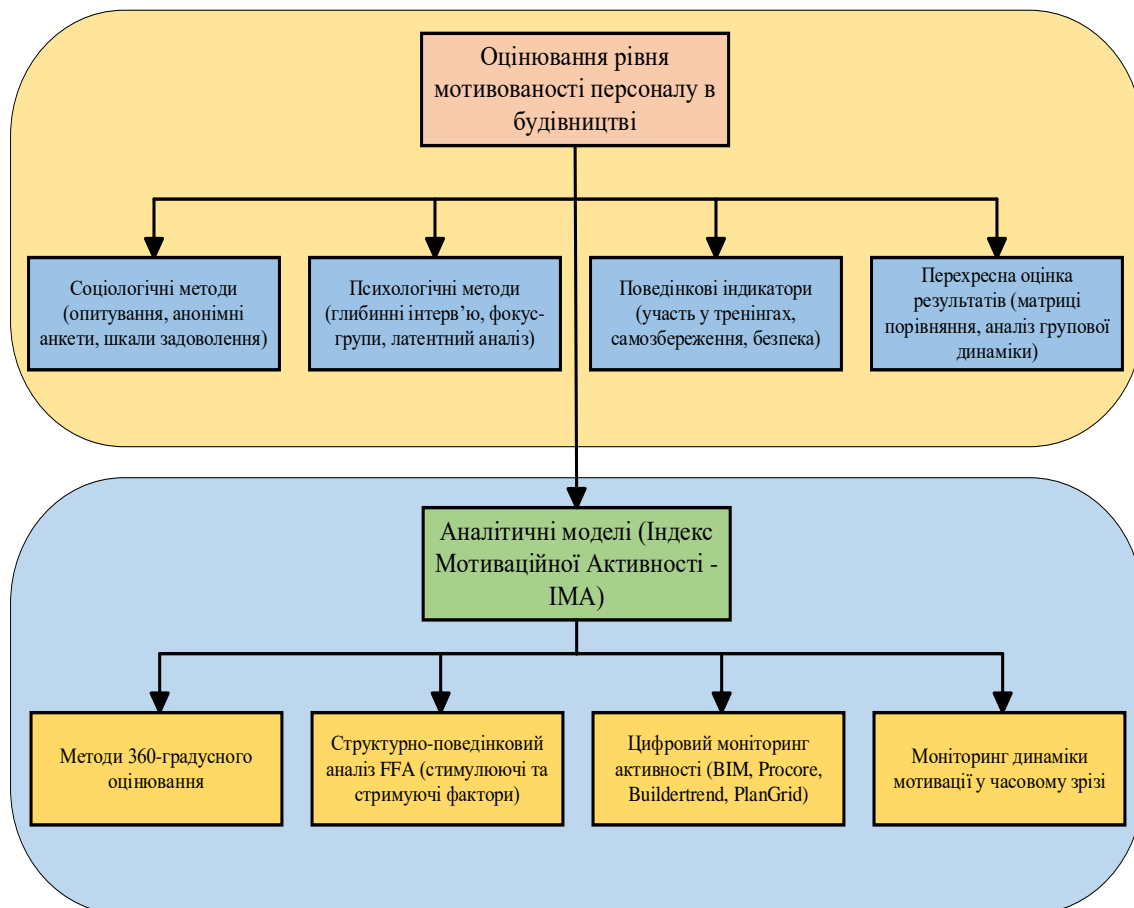 Оцінювання рівня
мотивованості персоналу в
будівництві
Соціологічні методи
(опитування, анонімні
анкети, шкали задоволення)
Психологічні методи
(глибинні інтерв’ю, фокус-
групи, латентний аналіз)
Поведінкові індикатори
(участь у тренінгах,
самозбереження, безпека)
Перехресна оцінка
результатів (матриці
порівняння, аналіз групової
динаміки)
Аналітичні моделі (Індекс
Мотиваційної Активності -
ІМА)
Методи 360-градусного
оцінювання
Структурно-поведінковий
аналіз FFA (стимулюючі та
стримуючі фактори)
Цифровий моніторинг
активності (BIM, Procore,
Buildertrend, PlanGrid)
Моніторинг динаміки
мотивації у часовому зрізі